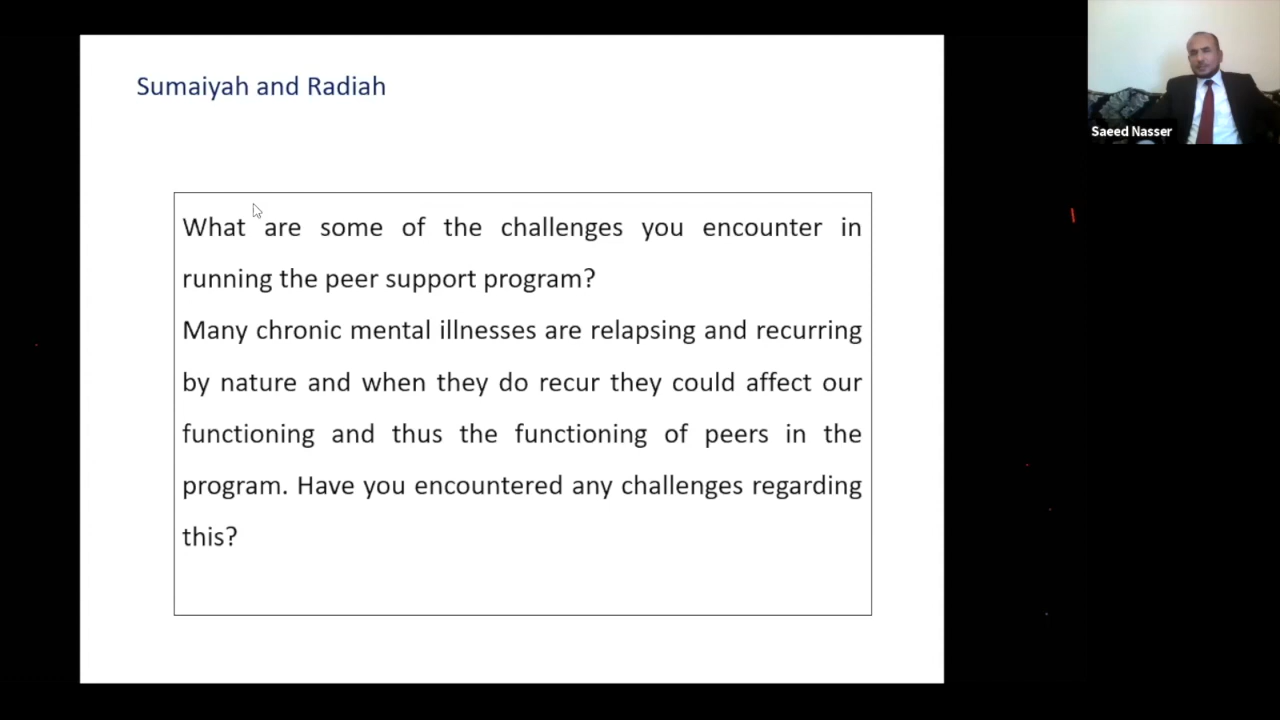 Sumaiyah and Radiah
Saeed Nasser
What are some of the challenges you encounter in
running the peer support program?
Many chronic mental illnesses are relapsing and recurring
by nature and when they do recur they could affect our
functioning and thus the functioning of peers in the
program. Have you encountered any challenges regarding
this?